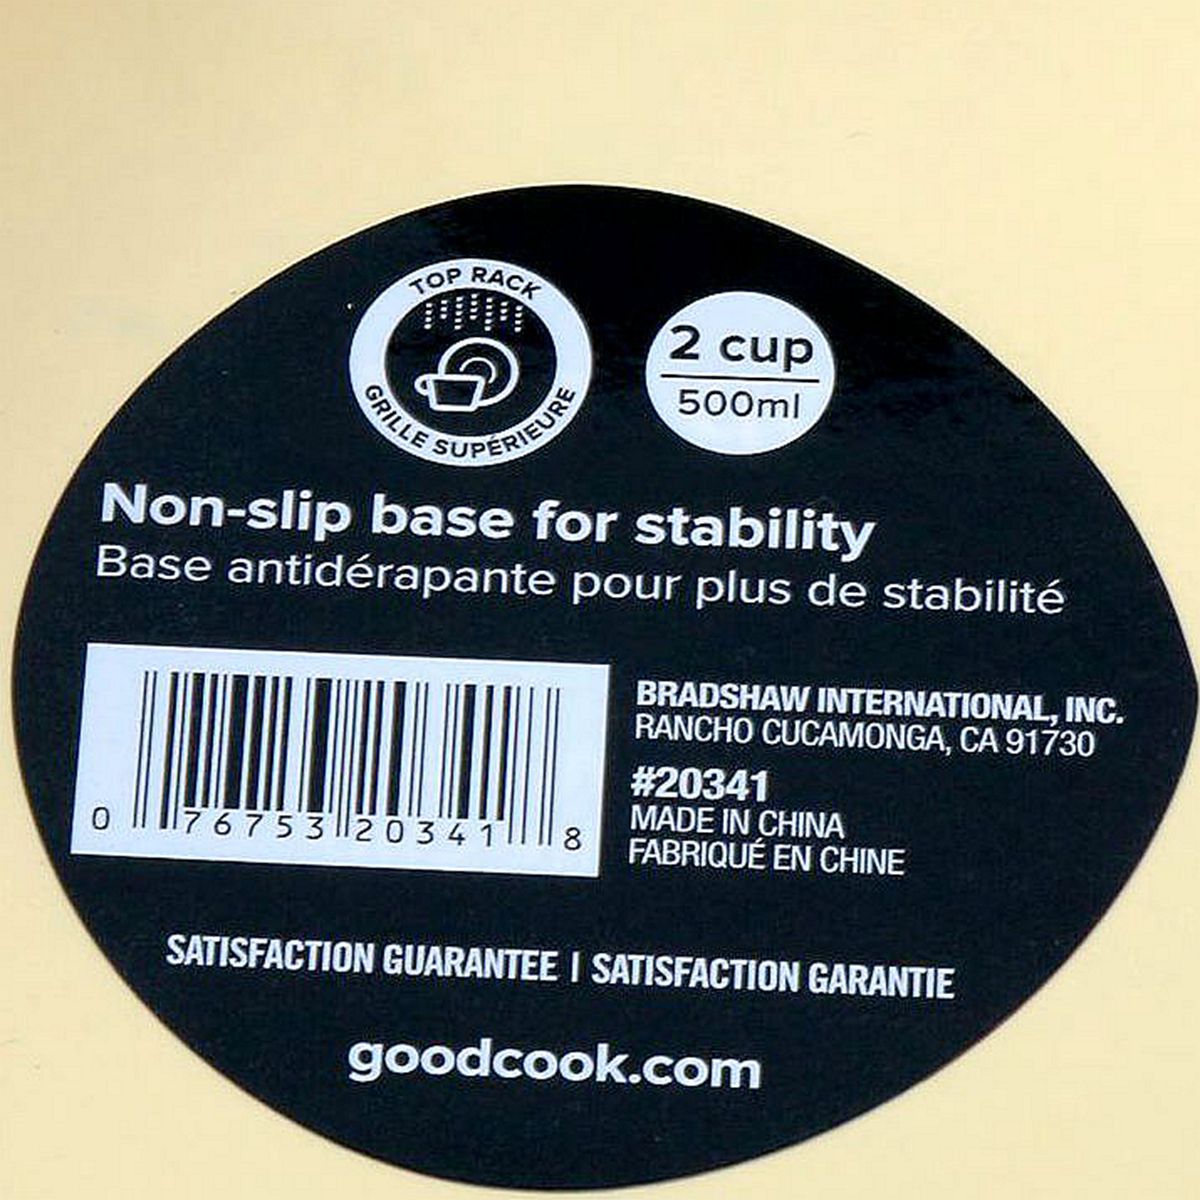 TOP RACK
GRILLE SUPÉRIEURE
2 cup
500ml
Non-slip base for stability
Base antidérapante pour plus de stabilité
0 76753 20341 8
BRADSHAW INTERNATIONAL, INC.
RANCHO CUCAMONGA, CA 91730
#20341
MADE IN CHINA
FABRIQUÉ EN CHINE
SATISFACTION GUARANTEE | SATISFACTION GARANTIE
goodcook.com